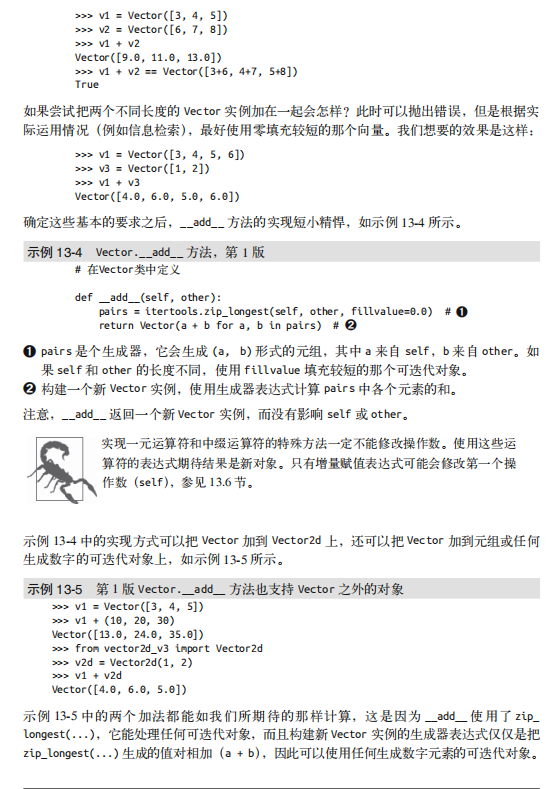 >>> v1 = Vector([3, 4, 5])
>>> v2 = Vector([6, 7, 8])
>>> v1 + v2
Vector([9.0, 11.0, 13.0])
>>> v1 + v2 == Vector([3+6, 4+7, 5+8])
True
如果尝试把两个不同长度的 Vector 实例加在一起会怎样？此时可以抛出错误，但是根据实
际运用情况（例如信息检索），最好使用零填充较短的那个向量。我们想要的效果是这样：
>>> v1 = Vector([3, 4, 5, 6])
>>> v3 = Vector([1, 2])
>>> v1 + v3
Vector([4.0, 6.0, 5.0, 6.0])
确定这些基本的要求之后，__add__ 方法的实现短小精悍，如示例 13-4 所示。
示例 13-4 Vector.__add__ 方法，第 1 版
# 在Vector类中定义
def __add__(self, other):
pairs = itertools.zip_longest(self, other, fillvalue=0.0) # ❶
return Vector(a + b for a, b in pairs) # ❷
❶ pairs 是个生成器，它会生成 (a, b) 形式的元组，其中 a 来自 self，b 来自 other。如
果 self 和 other 的长度不同，使用 fillvalue 填充较短的那个可迭代对象。
❷ 构建一个新 Vector 实例，使用生成器表达式计算 pairs 中各个元素的和。
注意，__add__ 返回一个新 Vector 实例，而没有影响 self 或 other。
实现一元运算符和中缀运算符的特殊方法一定不能修改操作数。使用这些运
算符的表达式期待结果是新对象。只有增量赋值表达式可能会修改第一个操
作数（self），参见 13.6 节。
示例 13-4 中的实现方式可以把 Vector 加到 Vector2d 上，还可以把 Vector 加到元组或任何
生成数字的可迭代对象上，如示例 13-5 所示。
示例 13-5 第 1 版 Vector.__add__ 方法也支持 Vector 之外的对象
>>> v1 = Vector([3, 4, 5])
>>> v1 + (10, 20, 30)
Vector([13.0, 24.0, 35.0])
>>> from vector2d_v3 import Vector2d
>>> v2d = Vector2d(1, 2)
>>> v1 + v2d
Vector([4.0, 6.0, 5.0])
示例 13-5 中的两个加法都能如我们所期待的那样计算，这是因为 __add__ 使用了 zip_
longest(...)，它能处理任何可迭代对象，而且构建新 Vector 实例的生成器表达式仅仅是把
zip_longest(...) 生成的值对相加（a + b），因此可以使用任何生成数字元素的可迭代对象。